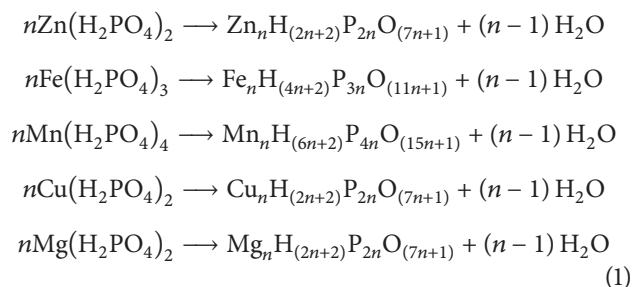 nZn(H₂PO₄)₂ ⟶ ZnₙH₍₂ₙ₊₂₎P₂ₙO₍₇ₙ₊₁₎ + (n − 1) H₂O
nFe(H₂PO₄)₃ ⟶ FeₙH₍₄ₙ₊₂₎P₃ₙO₍₁₁ₙ₊₁₎ + (n − 1) H₂O
nMn(H₂PO₄)₄ ⟶ MnₙH₍₆ₙ₊₂₎P₄ₙO₍₁₅ₙ₊₁₎ + (n − 1) H₂O
nCu(H₂PO₄)₂ ⟶ CuₙH₍₂ₙ₊₂₎P₂ₙO₍₇ₙ₊₁₎ + (n − 1) H₂O
nMg(H₂PO₄)₂ ⟶ MgₙH₍₂ₙ₊₂₎P₂ₙO₍₇ₙ₊₁₎ + (n − 1) H₂O
(1)